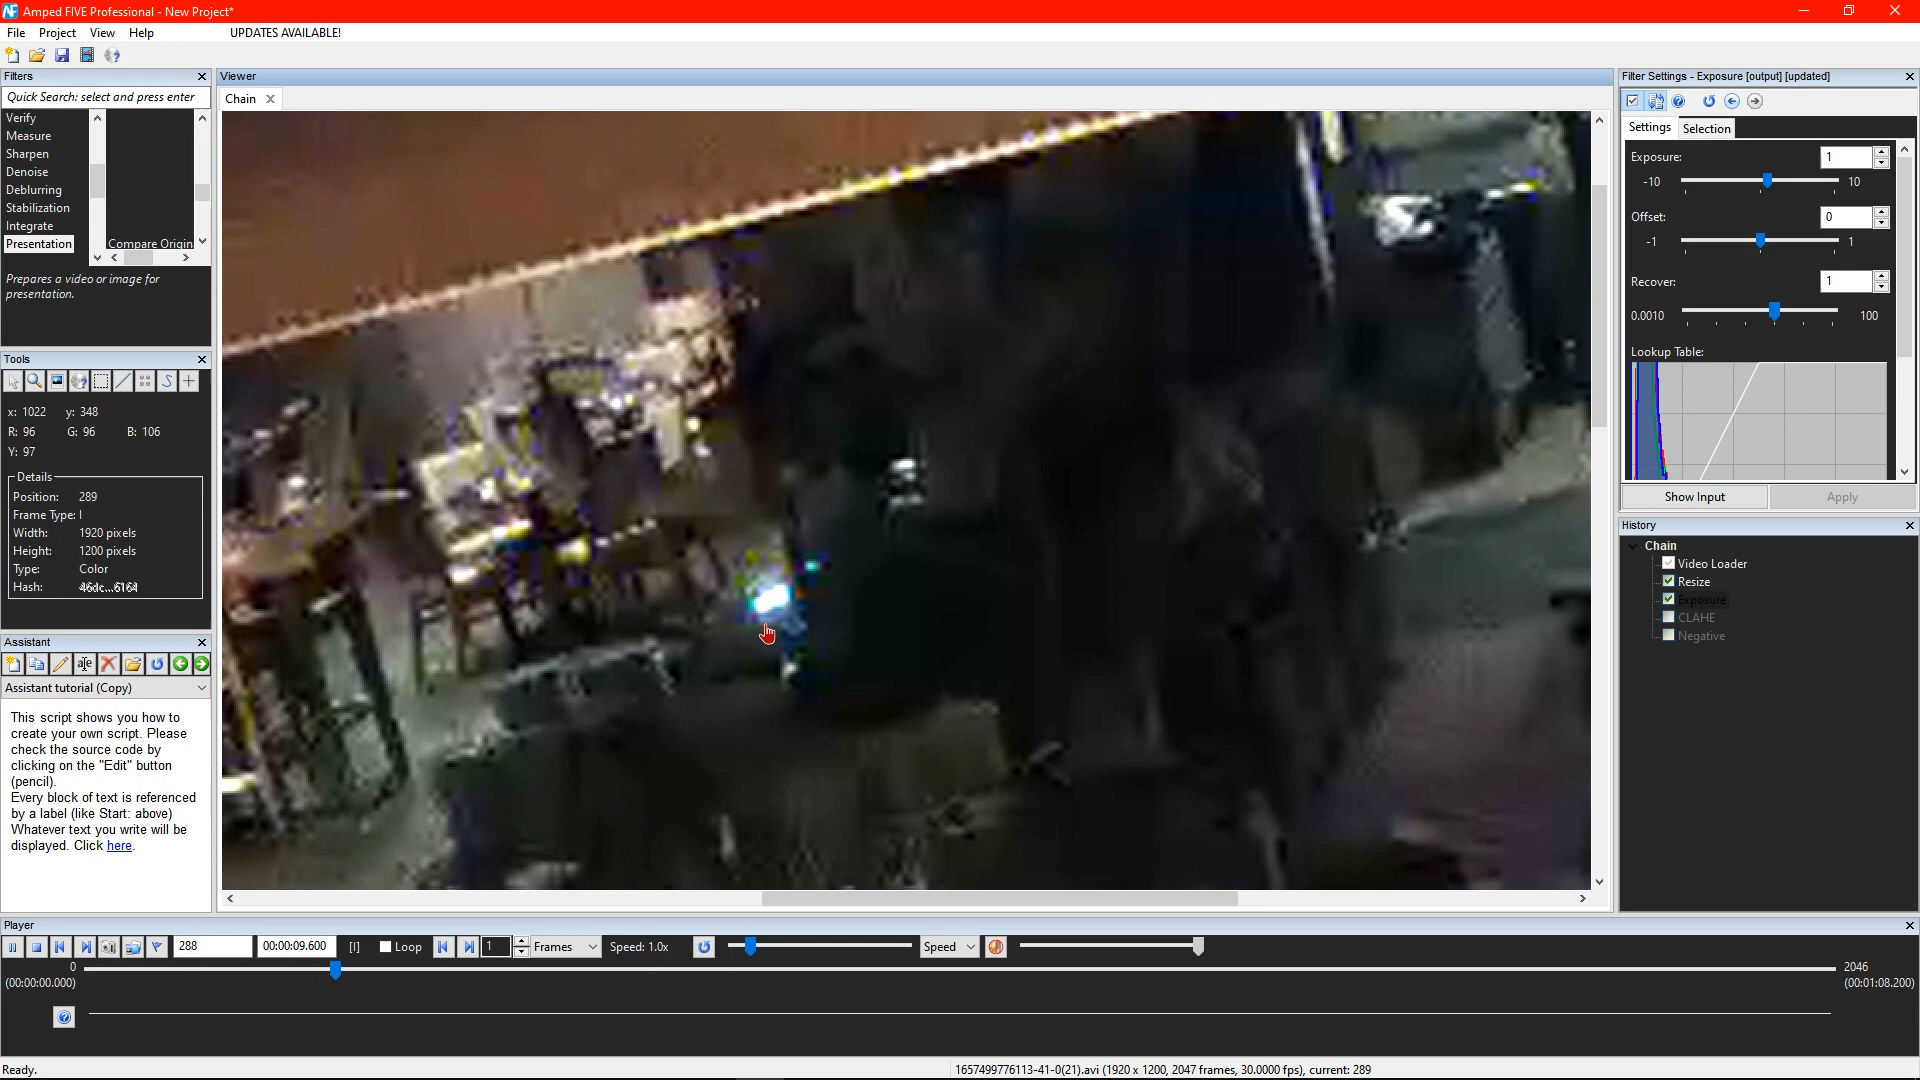 Amped FIVE Professional - New Project*
File Project View Help UPDATES AVAILABLE!
Filters
Quick Search: select and press enter
Verify
Measure
Sharpen
Denoise
Deblurring
Stabilization
Integrate
Presentation
Compare Origin
Prepares a video or image for
presentation.
Tools
x: 1022 y: 348
R: 96 G: 96 B: 106
Y: 97
Details
Position: 289
Frame Type: I
Width: 1920 pixels
Height: 1200 pixels
Type: Color
Hash:
Assistant
Assistant tutorial (Copy)
This script shows you how to
create your own script. Please
check the source code by
clicking on the "Edit" button
(pencil).
Every block of text is referenced
by a label (like Start: above)
Whatever text you write will be
displayed. Click here.
Viewer
Chain
Filter Settings - Exposure [output] [updated]
Settings Selection
Exposure: 1
-10 10
Offset: 0
-1 1
Recover: 1
0.0010 100
Lookup Table:
Show Input Apply
History
Chain
Video Loader
Resize
Exposure
CLAHE
Negative
Player
288 00:00:09.600 [I] Loop 1 Frames Speed: 1.0x Speed
0 2046
(00:00:00.000) (00:01:08.200)
Ready. 1657499776113-41-0(21).avi (1920 x 1200, 2047 frames, 30.0000 fps), current: 289